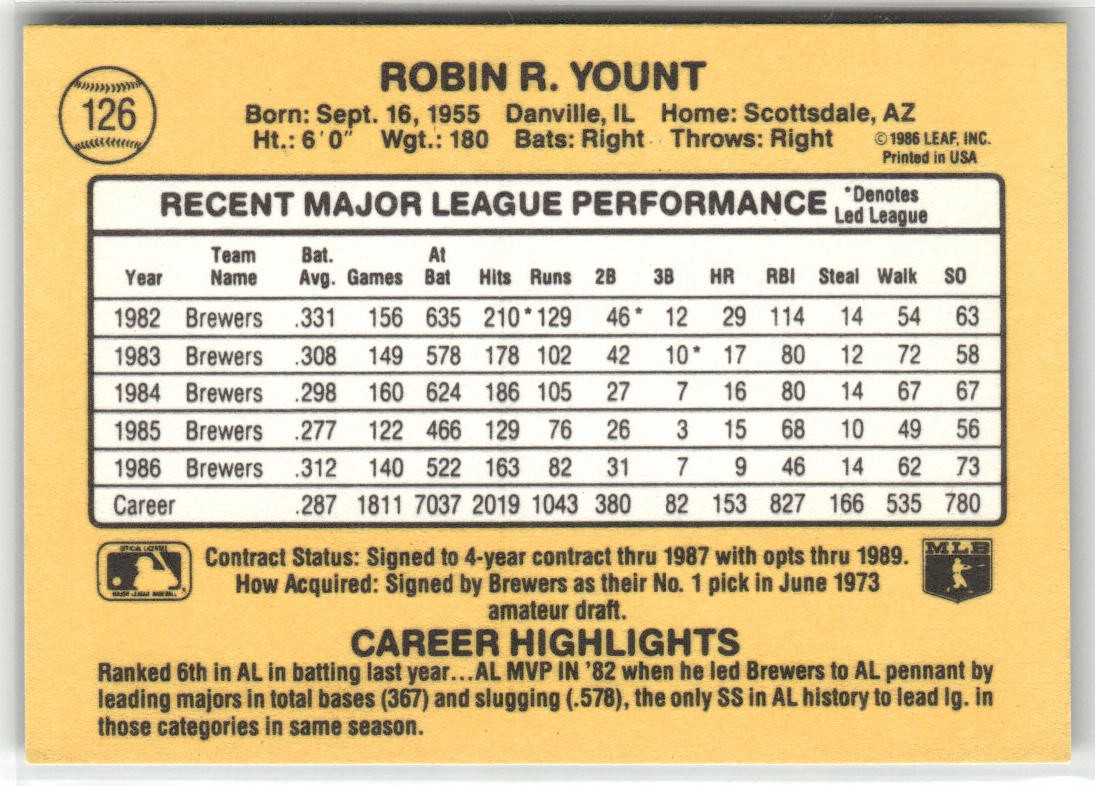 126
ROBIN R. YOUNT
Born: Sept. 16, 1955 Danville, IL Home: Scottsdale, AZ
Ht.: 6'0" Wgt.: 180 Bats: Right Throws: Right
©1986 LEAF, INC.
Printed in USA
RECENT MAJOR LEAGUE PERFORMANCE *Denotes Led League
Year Team Name Bat. Avg. Games At Bat Hits Runs 2B 3B HR RBI Steal Walk SO
1982 Brewers .331 156 635 210* 129 46* 12 29 114 14 54 63
1983 Brewers .308 149 578 178 102 42 10* 17 80 12 72 58
1984 Brewers .298 160 624 186 105 27 7 16 80 14 67 67
1985 Brewers .277 122 466 129 76 26 3 15 68 10 49 56
1986 Brewers .312 140 522 163 82 31 7 9 46 14 62 73
Career .287 1811 7037 2019 1043 380 82 153 827 166 535 780
OFFICIAL LICENSEE
MAJOR LEAGUE BASEBALL
Contract Status: Signed to 4-year contract thru 1987 with opts thru 1989.
How Acquired: Signed by Brewers as their No. 1 pick in June 1973
amateur draft.
MLB
CAREER HIGHLIGHTS
Ranked 6th in AL in batting last year...AL MVP IN '82 when he led Brewers to AL pennant by
leading majors in total bases (367) and slugging (.578), the only SS in AL history to lead lg. in
those categories in same season.